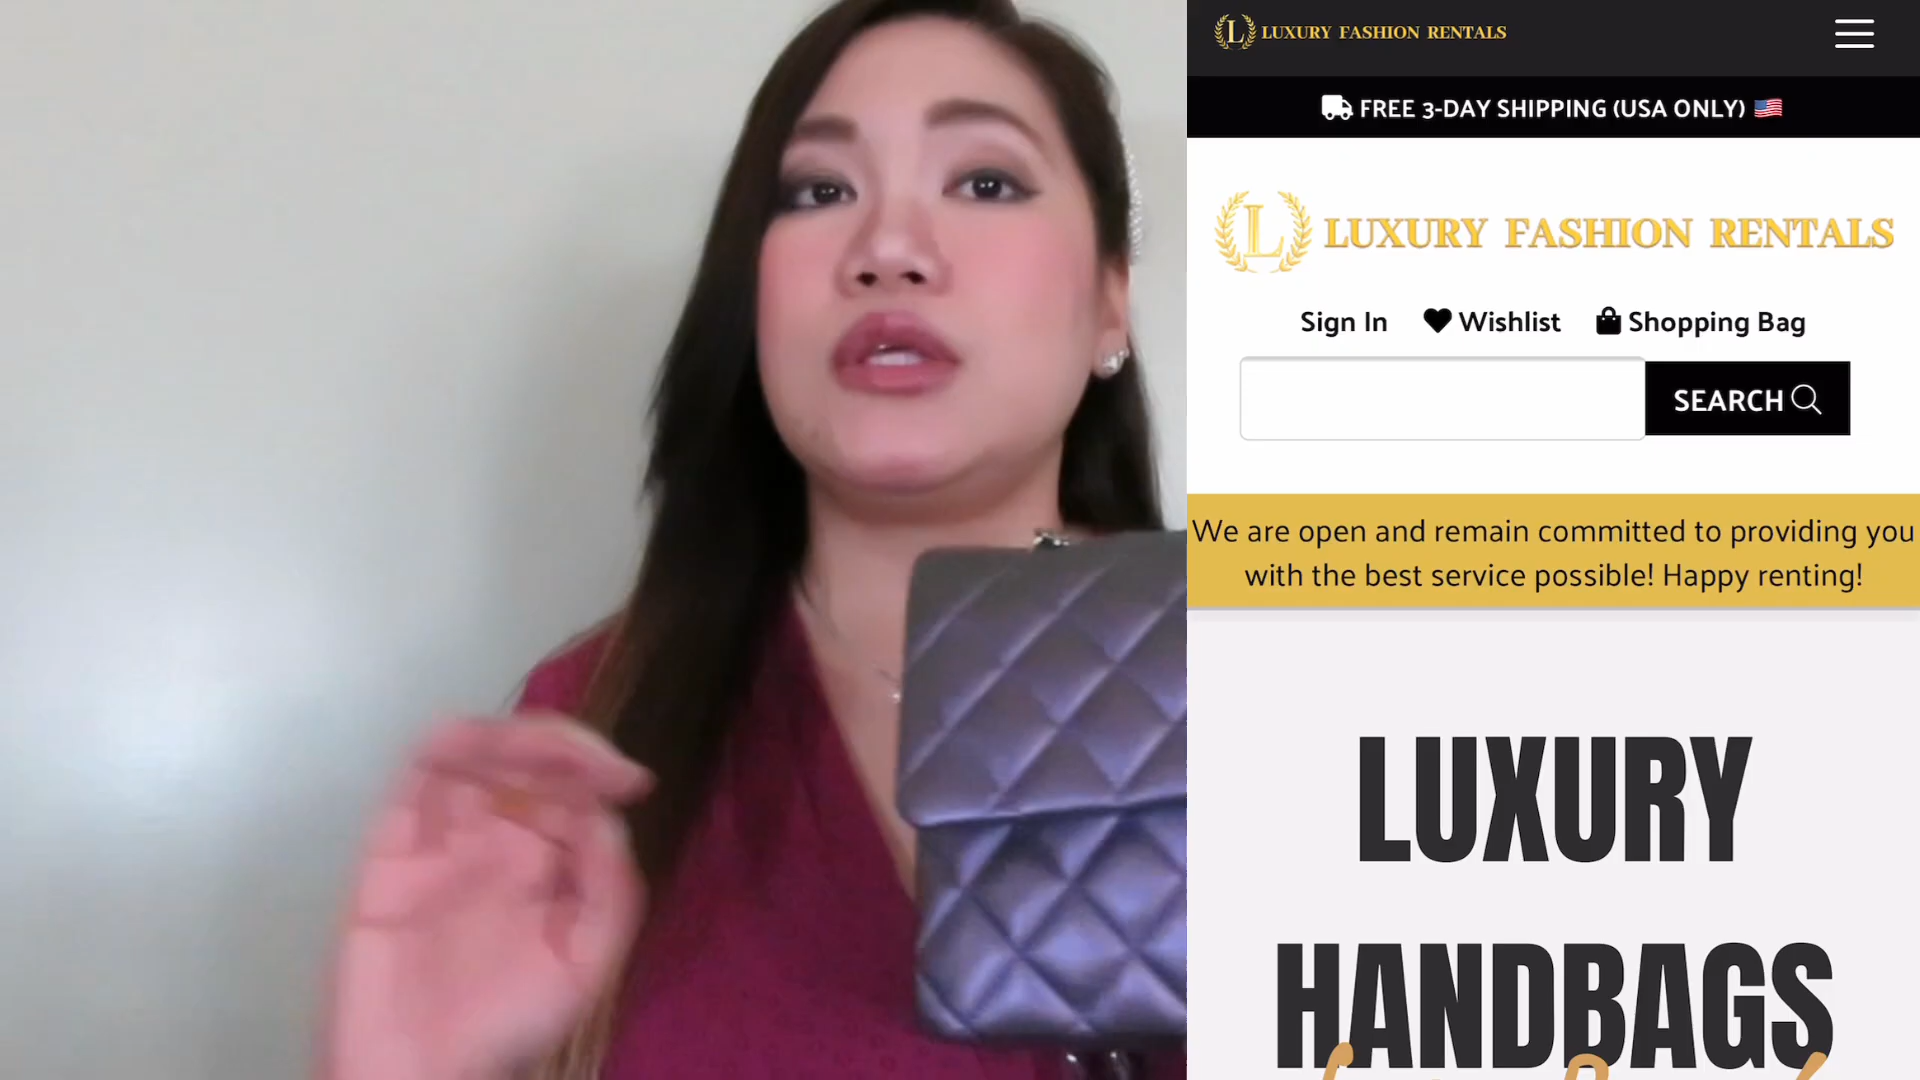 L LUXURY FASHION RENTALS
FREE 3-DAY SHIPPING (USA ONLY)
L LUXURY FASHION RENTALS
Sign In Wishlist Shopping Bag
SEARCH
We are open and remain committed to providing you
with the best service possible! Happy renting!
LUXURY
HANDBAGS